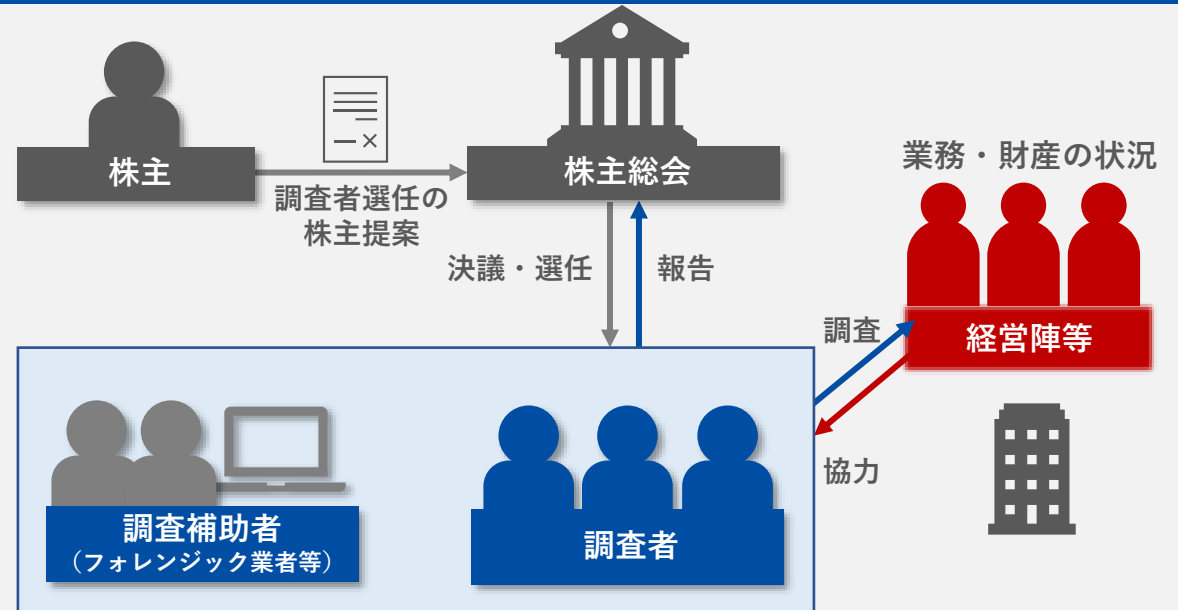 株主
調査者選任の
株主提案
株主総会
決議・選任
報告
業務・財産の状況
経営陣等
調査
協力
調査補助者
（フォレンジック業者等）
調査者